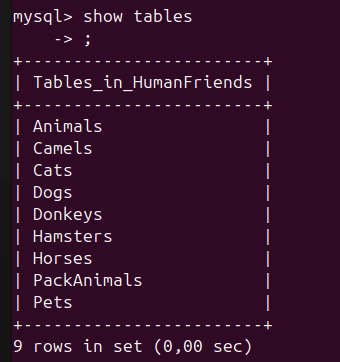 mysql> show tables
    -> ;
+------------------------+
| Tables_in_HumanFriends |
+------------------------+
| Animals                |
| Camels                 |
| Cats                   |
| Dogs                   |
| Donkeys                |
| Hamsters               |
| Horses                 |
| PackAnimals            |
| Pets                   |
+------------------------+
9 rows in set (0,00 sec)